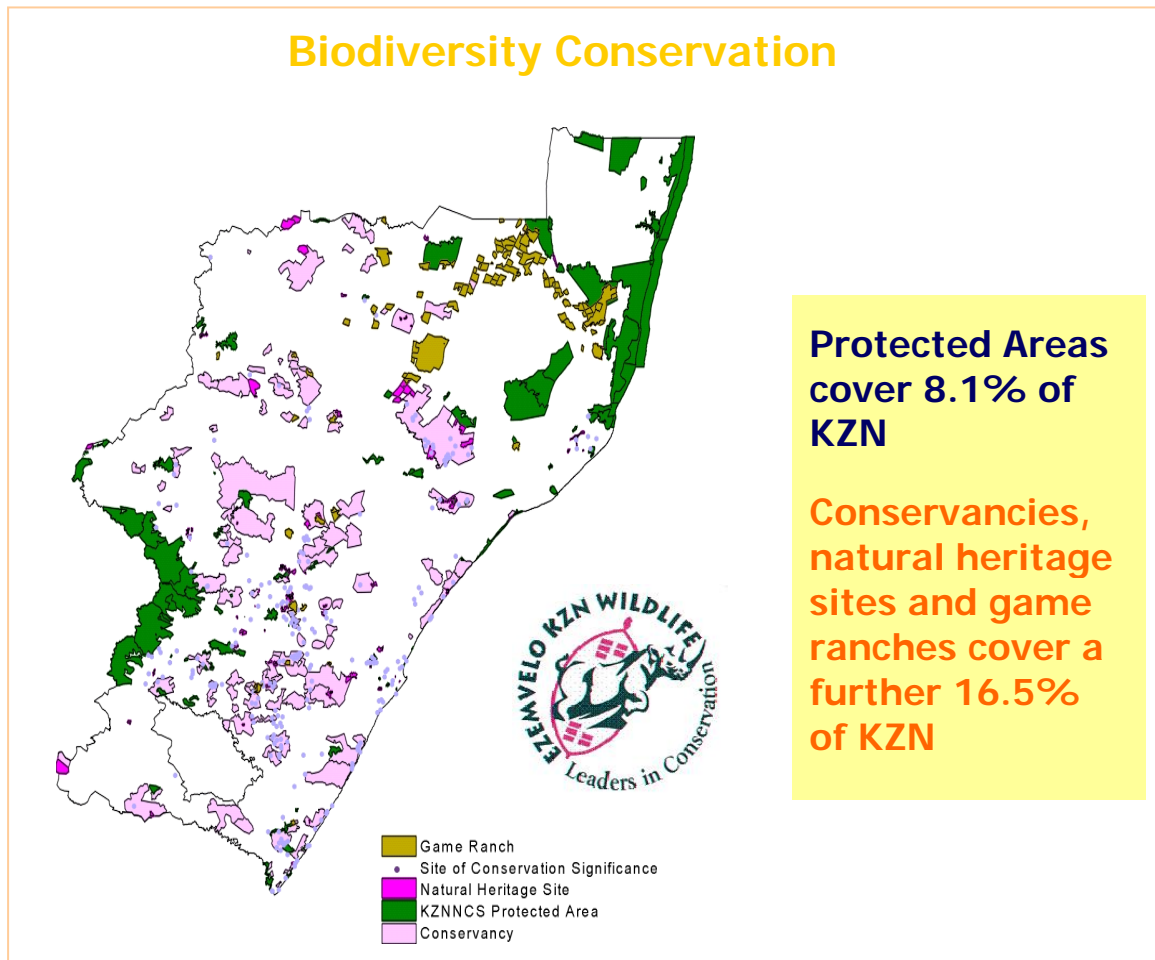 Biodiversity Conservation
Protected Areas
cover 8.1% of
KZN
Conservancies,
natural heritage
sites and game
ranches cover a
further 16.5%
of KZN
EZEMVELO KZN WILDLIFE
Leaders in Conservation
Game Ranch
Site of Conservation Significance
Natural Heritage Site
KZNNCS Protected Area
Conservancy